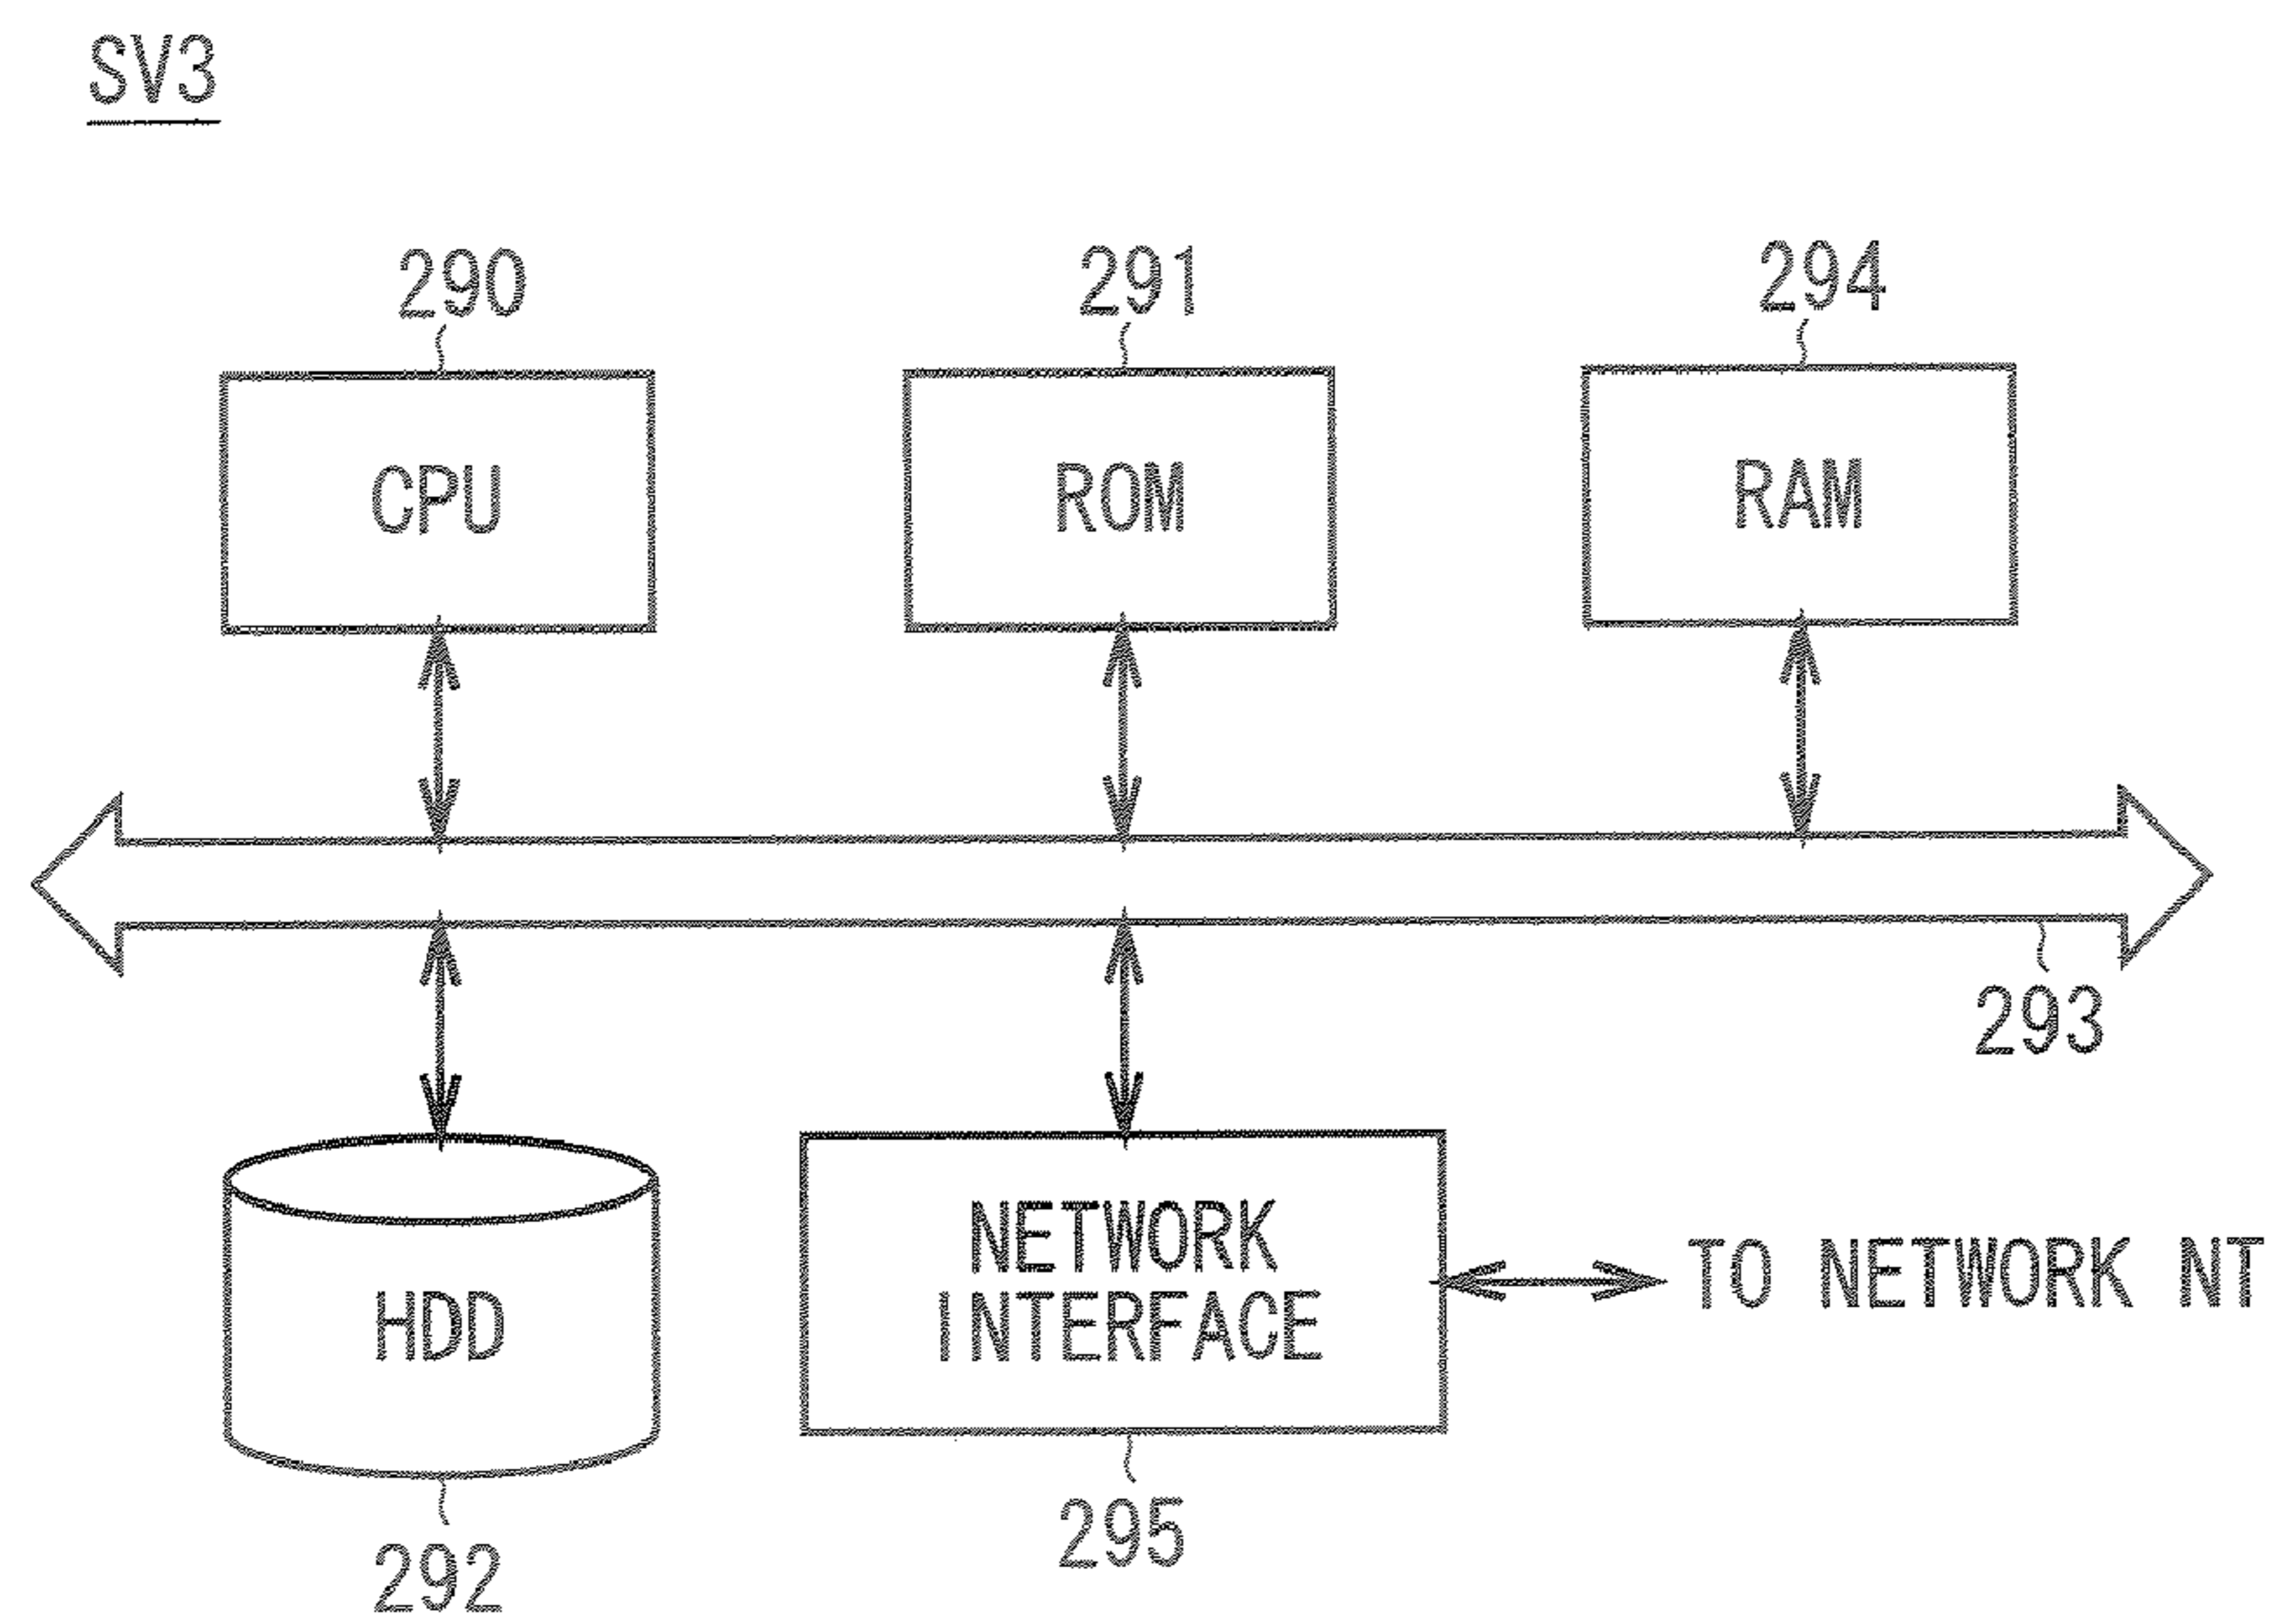 SV3
290
291
294
CPU
ROM
RAM
293
HDD
NETWORK
INTERFACE
TO NETWORK NT
292
295